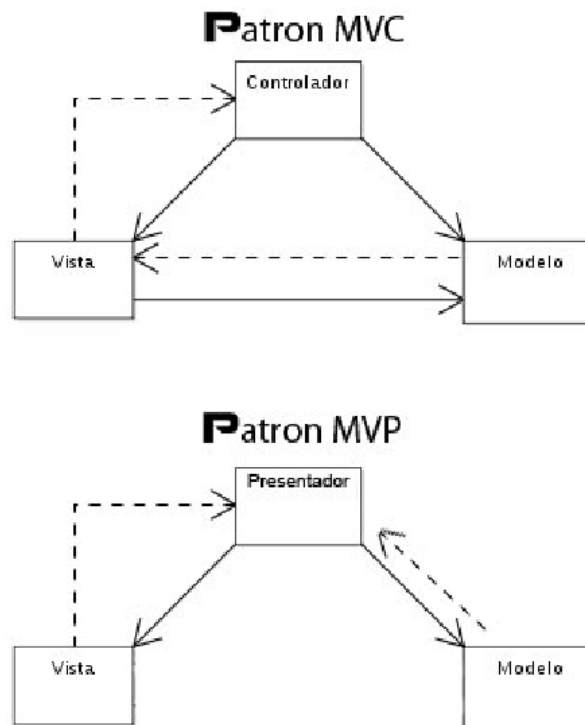 Patron MVC
Controlador
Vista
Modelo
Patron MVP
Presentador
Vista
Modelo